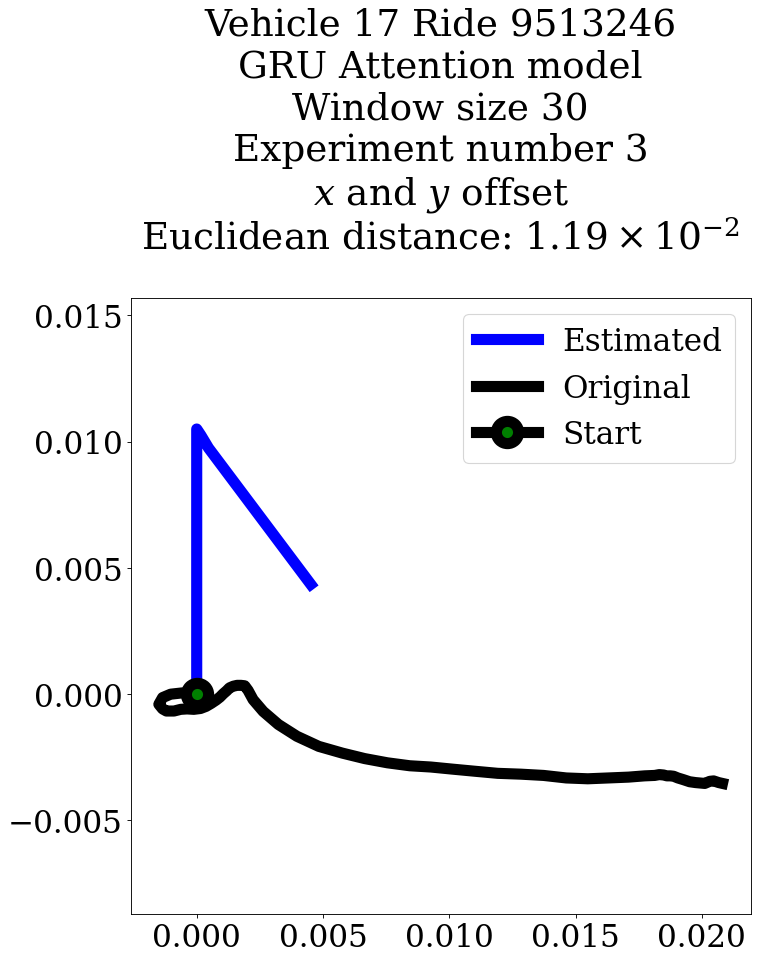 Vehicle 17 Ride 9513246
GRU Attention model
Window size 30
Experiment number 3
x and y offset
Euclidean distance: 1.19 × 10⁻²
Estimated
Original
Start
0.015
0.010
0.005
0.000
−0.005
0.000 0.005 0.010 0.015 0.020